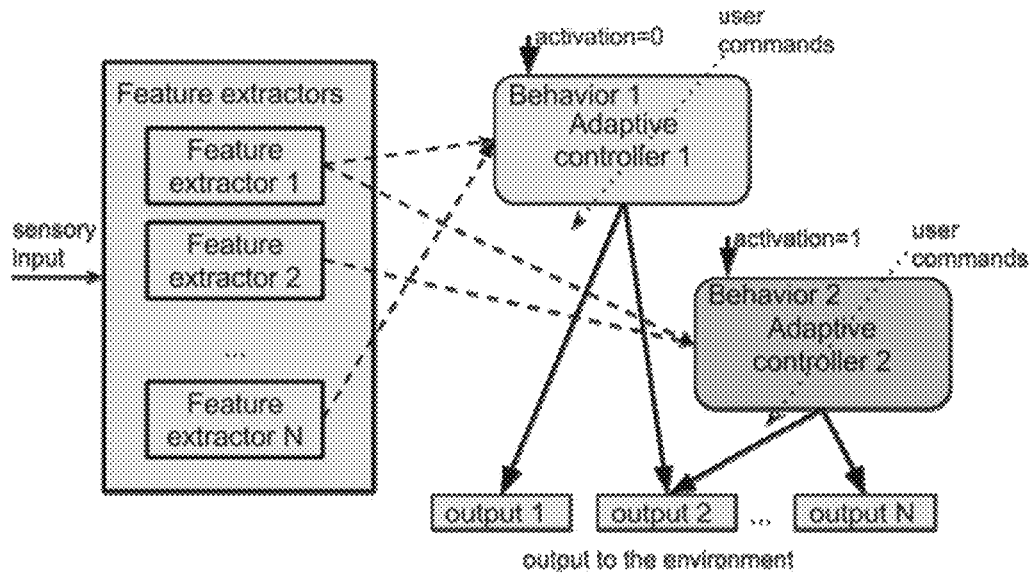 activation=0
user
commands
Feature extractors
Behavior 1
Adaptive
controller 1
Feature
extractor 1
sensory
input
Feature
extractor 2
activation=1
user
commands
Behavior 2
Adaptive
controller 2
...
Feature
extractor N
output 1
output 2
...
output N
output to the environment